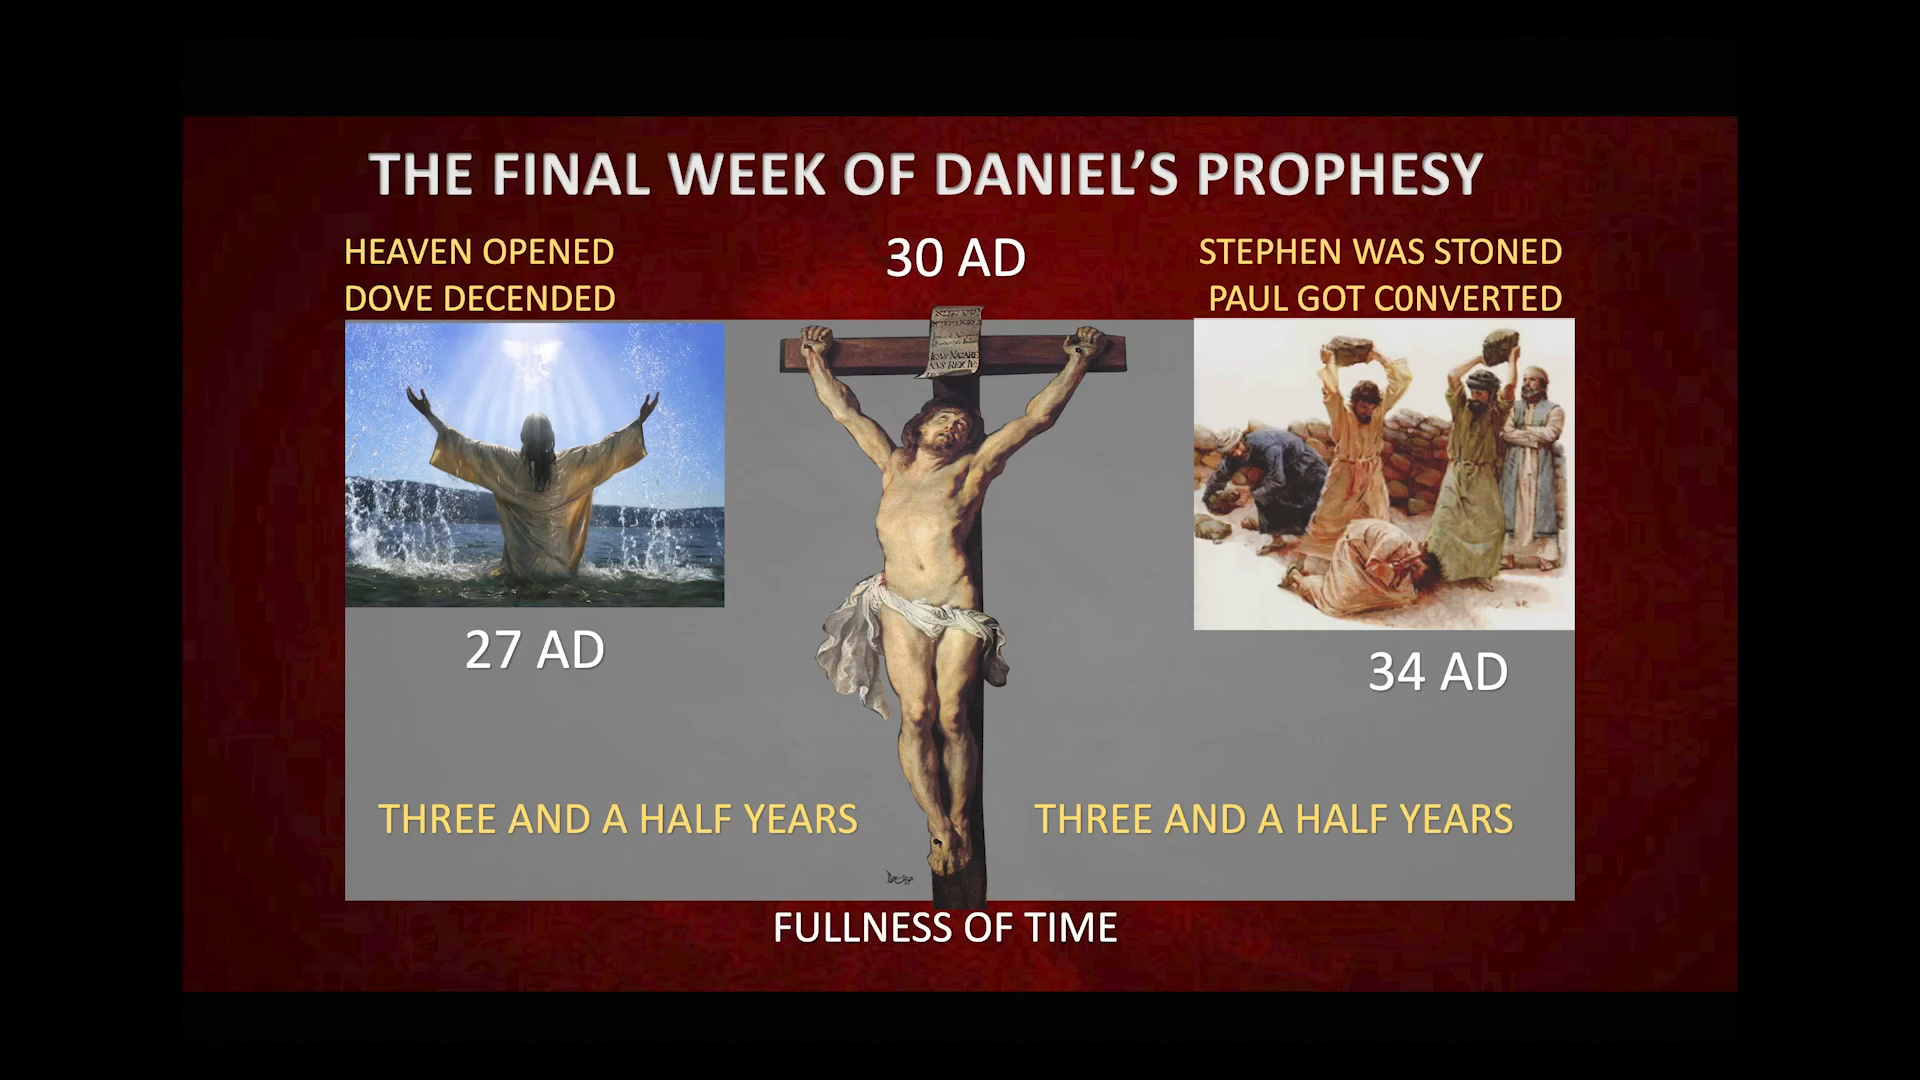 THE FINAL WEEK OF DANIEL'S PROPHESY
HEAVEN OPENED
DOVE DECENDED
30 AD
STEPHEN WAS STONED
PAUL GOT C0NVERTED
27 AD
34 AD
THREE AND A HALF YEARS
THREE AND A HALF YEARS
FULLNESS OF TIME